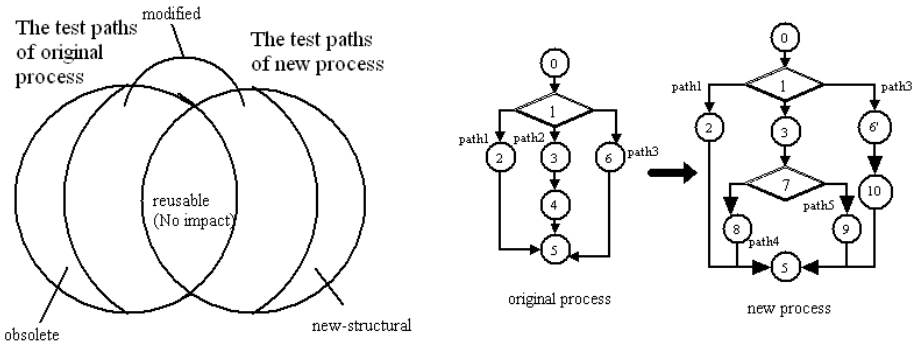 The test paths
of original
process
modified
The test paths
of new process
reusable
(No impact)
obsolete
new-structural
0
1
path1
path2
path3
2
3
6
4
5
original process
0
1
path1
path3
2
3
6'
7
10
path5
8
9
path4
5
new process